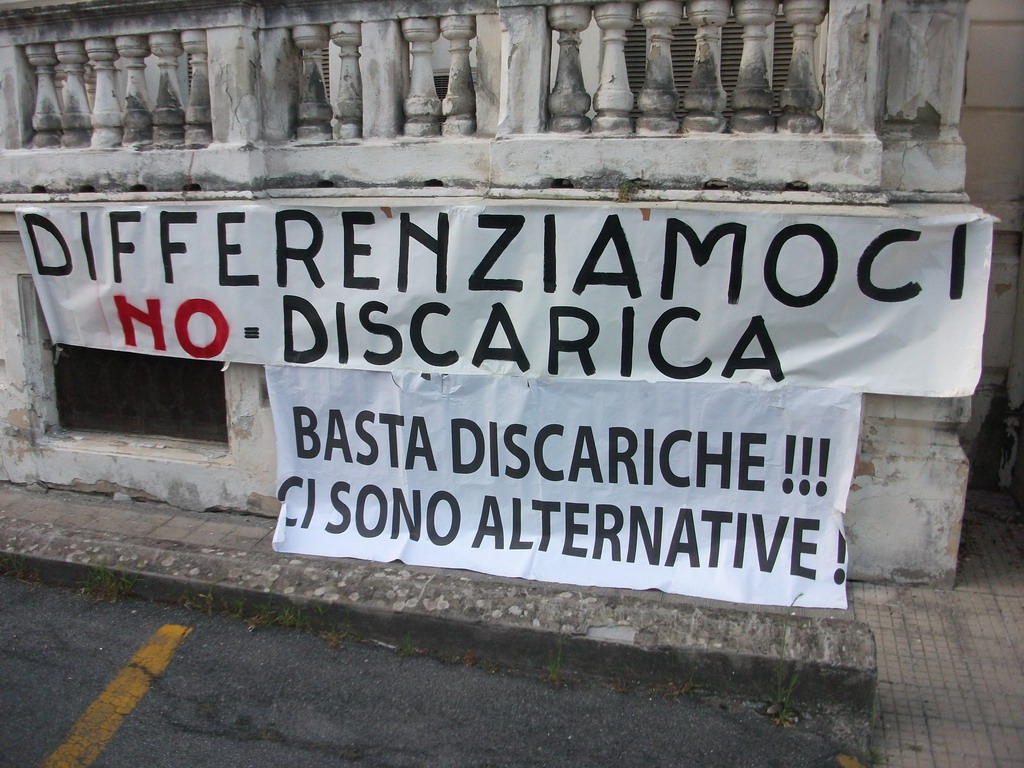 DIFFERENZIAMOCI
NO = DISCARICA
BASTA DISCARICHE !!!
CI SONO ALTERNATIVE !